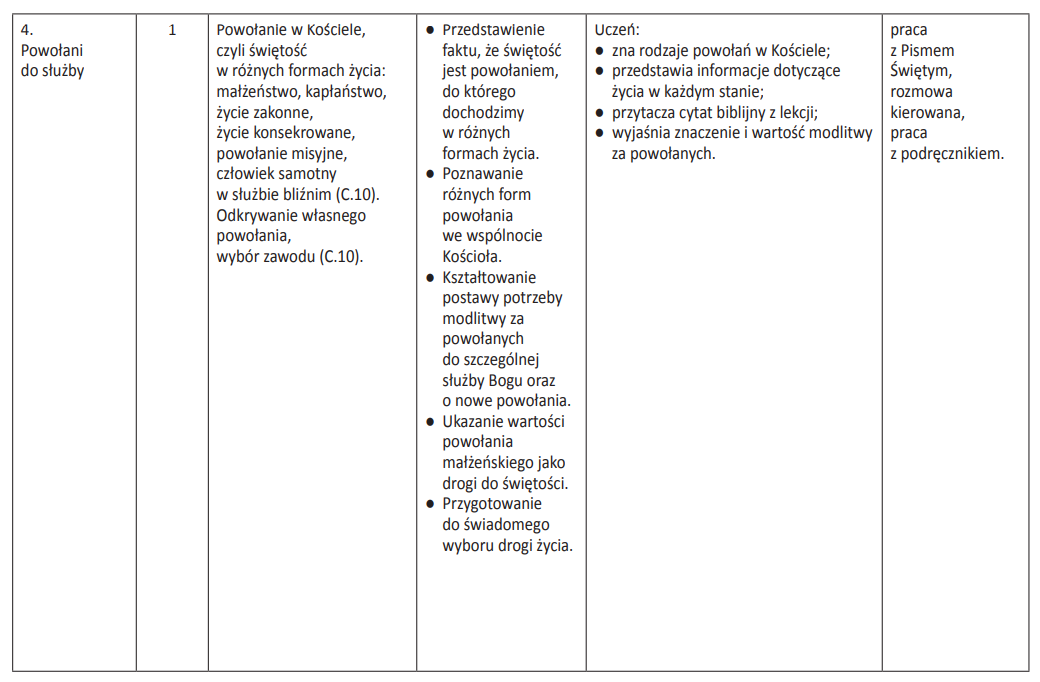 4.
Powołani
do służby
1
Powołanie w Kościele,
czyli świętość
w różnych formach życia:
małżeństwo, kapłaństwo,
życie zakonne,
życie konsekrowane,
powołanie misyjne,
człowiek samotny
w służbie bliźnim (C.10).
Odkrywanie własnego
powołania,
wybór zawodu (C.10).
● Przedstawienie
faktu, że świętość
jest powołaniem,
do którego
dochodzimy
w różnych
formach życia.
● Poznawanie
różnych form
powołania
we wspólnocie
Kościoła.
● Kształtowanie
postawy potrzeby
modlitwy za
powołanych
do szczególnej
służby Bogu oraz
o nowe powołania.
● Ukazanie wartości
powołania
małżeńskiego jako
drogi do świętości.
● Przygotowanie
do świadomego
wyboru drogi życia.
Uczeń:
● zna rodzaje powołań w Kościele;
● przedstawia informacje dotyczące
życia w każdym stanie;
● przytacza cytat biblijny z lekcji;
● wyjaśnia znaczenie i wartość modlitwy
za powołanych.
praca
z Pismem
Świętym,
rozmowa
kierowana,
praca
z podręcznikiem.